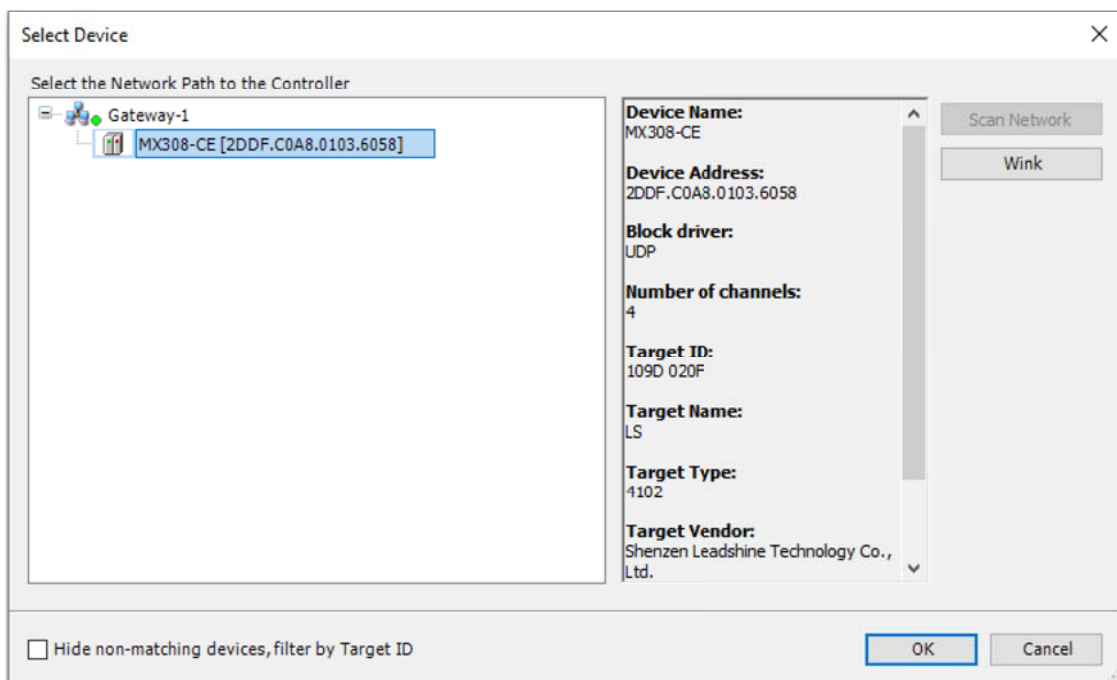 Select Device
Select the Network Path to the Controller
Gateway-1
MX308-CE [2DDF.C0A8.0103.6058]
Device Name:
MX308-CE
Device Address:
2DDF.C0A8.0103.6058
Block driver:
UDP
Number of channels:
4
Target ID:
109D 020F
Target Name:
LS
Target Type:
4102
Target Vendor:
Shenzen Leadshine Technology Co.,
Ltd.
Scan Network
Wink
Hide non-matching devices, filter by Target ID
OK
Cancel